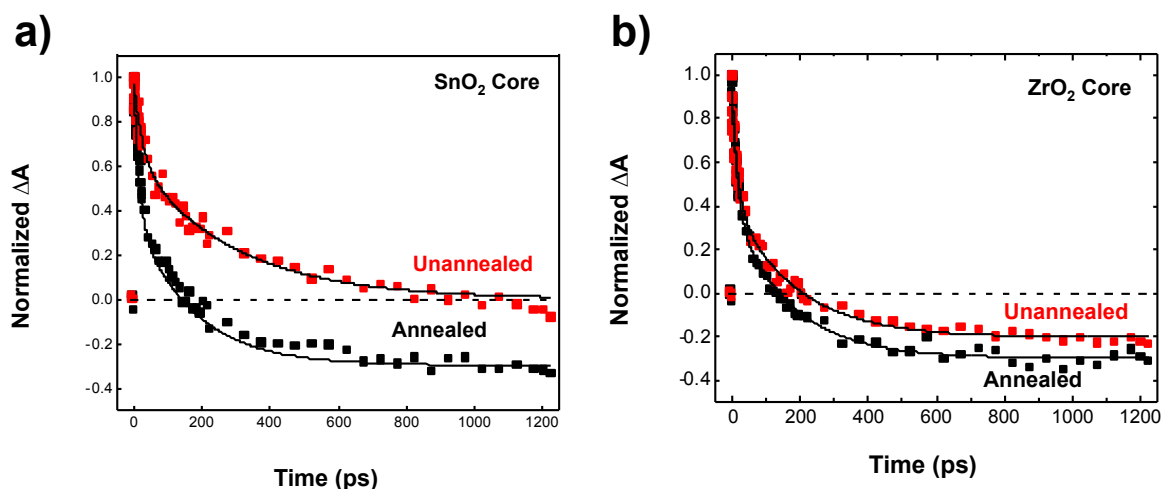 a)
SnO₂ Core
Normalized ΔA
1.0
0.8
0.6
0.4
0.2
0.0
-0.2
-0.4
Unannealed
Annealed
0
200
400
600
800
1000
1200
Time (ps)
b)
ZrO₂ Core
Normalized ΔA
1.0
0.8
0.6
0.4
0.2
0.0
-0.2
-0.4
Unannealed
Annealed
0
200
400
600
800
1000
1200
Time (ps)